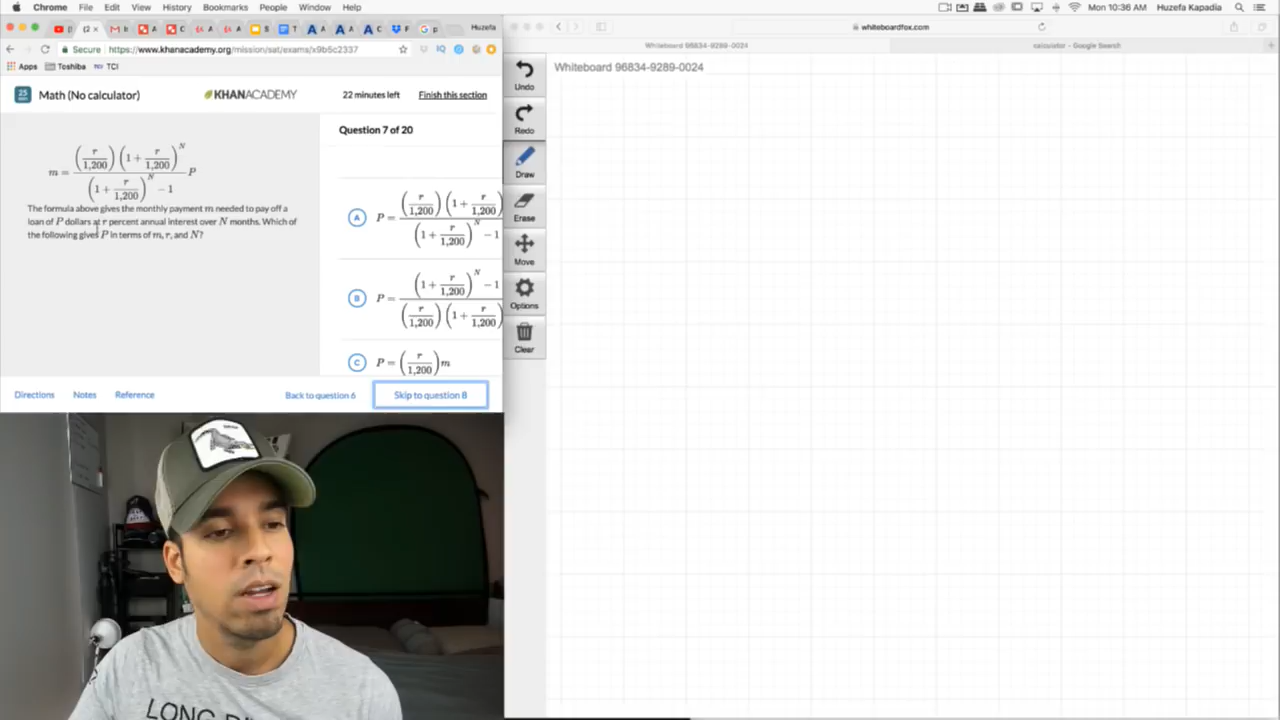 Chrome File Edit View History Bookmarks People Window Help
Mon 10:36 AM Huzefa Kapadia
Huzefa
Secure https://www.khanacademy.org/mission/sat/exams/x9b5c2337
Apps Toshiba TCI
whiteboardfox.com
Whiteboard 96834-9289-0024
calculator - Google Search
25
Math (No calculator)
KHANACADEMY
22 minutes left
Finish this section
Question 7 of 20
m = ((r/1,200)(1 + r/1,200)^N)/((1 + r/1,200)^N − 1) P
The formula above gives the monthly payment m needed to pay off a
loan of P dollars at r percent annual interest over N months. Which of
the following gives P in terms of m, r, and N?
A P = ((r/1,200)(1 + r/1,200)
(1 + r/1,200)^N − 1
B P = (1 + r/1,200)^N − 1
(r/1,200)(1 + r/1,200)
C P = (r/1,200) m
Directions Notes Reference
Back to question 6
Skip to question 8
Whiteboard 96834-9289-0024
Undo
Redo
Draw
Erase
Move
Options
Clear